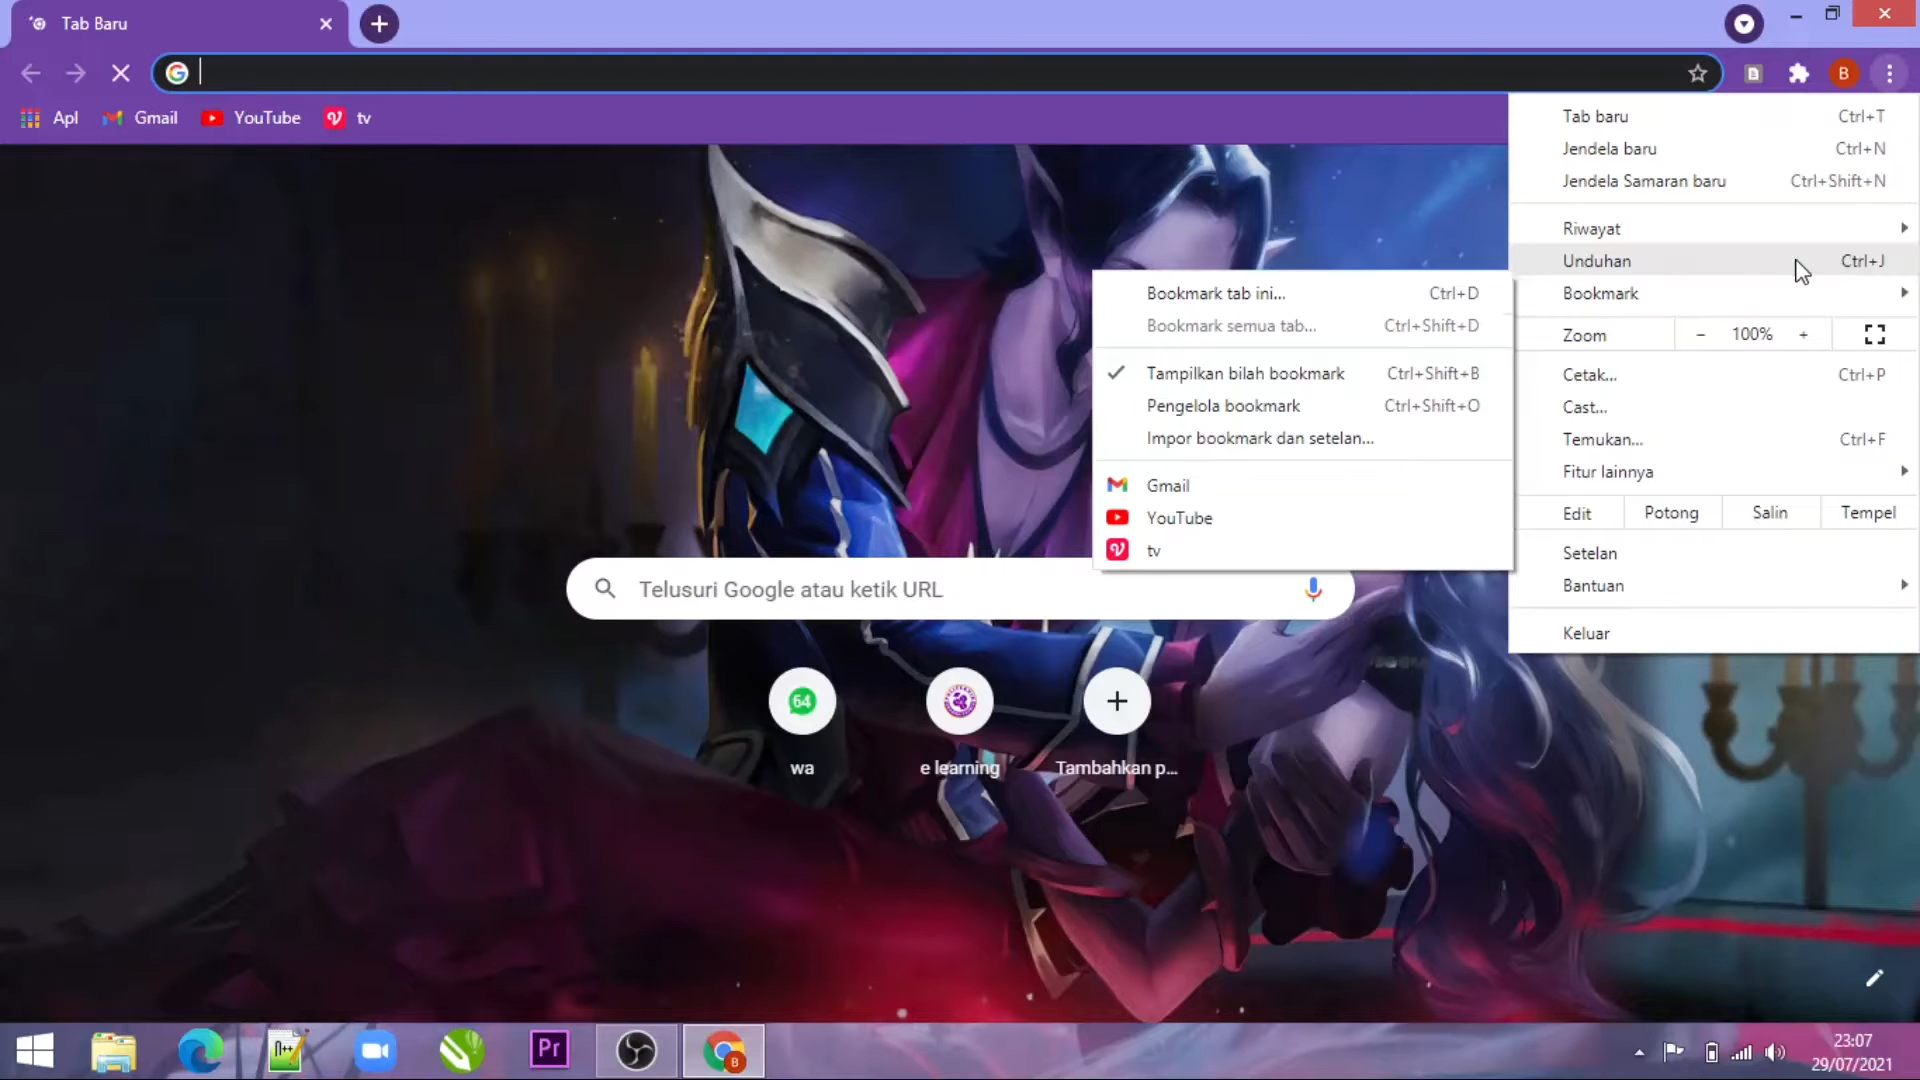 Tab Baru
B
Apl
Gmail
YouTube
tv
Tab baru Ctrl+T
Jendela baru Ctrl+N
Jendela Samaran baru Ctrl+Shift+N
Riwayat
Unduhan Ctrl+J
Bookmark
Zoom - 100% +
Cetak... Ctrl+P
Cast...
Temukan... Ctrl+F
Fitur lainnya
Edit Potong Salin Tempel
Setelan
Bantuan
Keluar
Bookmark tab ini... Ctrl+D
Bookmark semua tab... Ctrl+Shift+D
Tampilkan bilah bookmark Ctrl+Shift+B
Pengelola bookmark Ctrl+Shift+O
Impor bookmark dan setelan...
Gmail
YouTube
tv
Telusuri Google atau ketik URL
64
wa
e learning
Tambahkan p...
Pr
B
23:07
29/07/2021